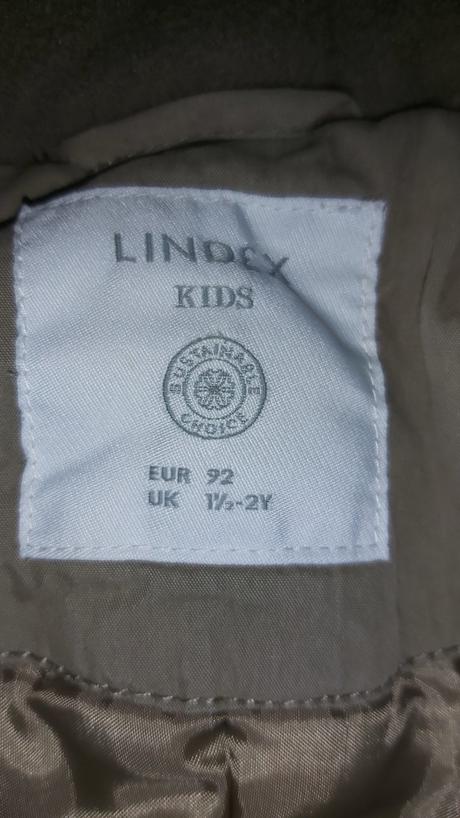 LINDEX
KIDS
SUSTAINABLE
CHOICE
EUR 92
UK 1½-2Y